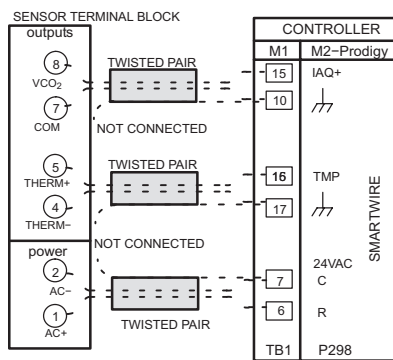 SENSOR TERMINAL BLOCK
outputs
8
VCO2
7
COM
5
THERM+
4
THERM−
power
2
AC−
1
AC+
TWISTED PAIR
NOT CONNECTED
TWISTED PAIR
NOT CONNECTED
TWISTED PAIR
CONTROLLER
M1 M2−Prodigy
15 IAQ+
10
16 TMP
17
24VAC
7 C
6 R
SMARTWIRE
TB1 P298